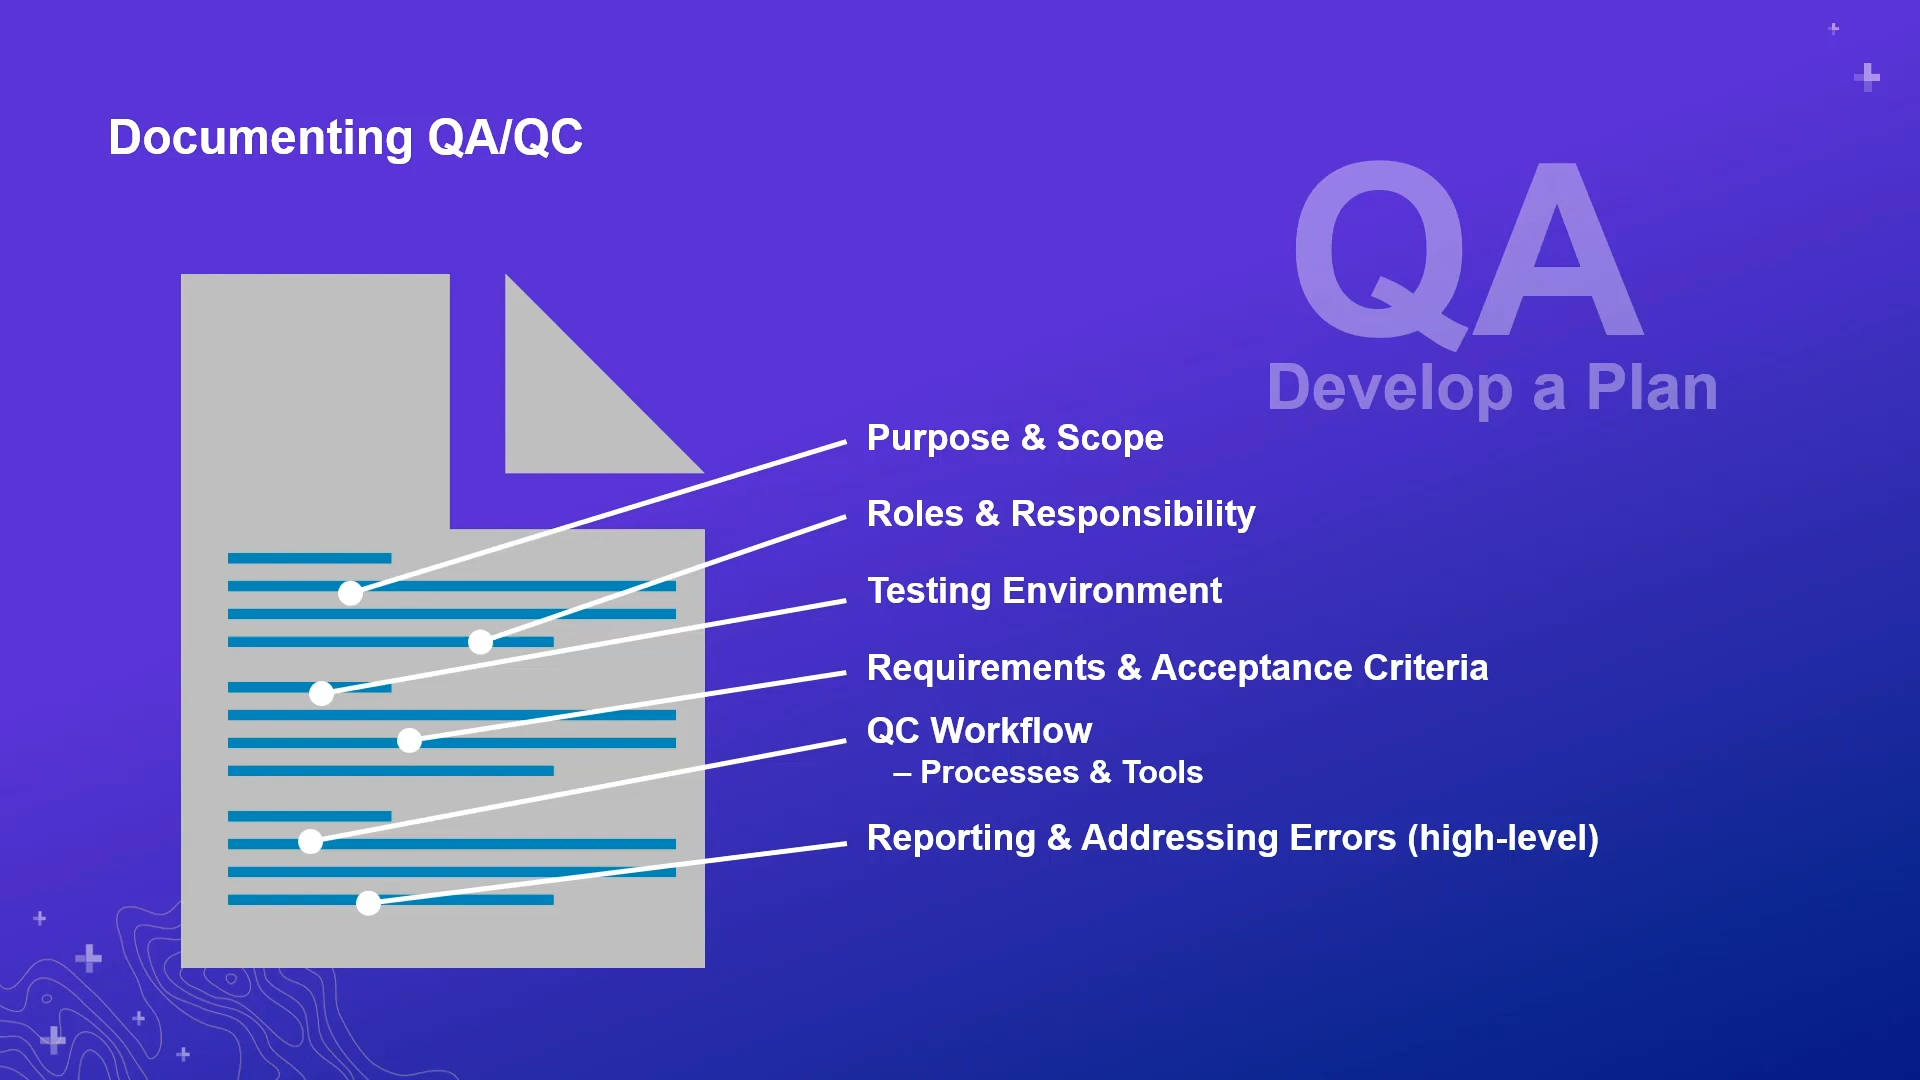 Documenting QA/QC
QA
Develop a Plan
Purpose & Scope
Roles & Responsibility
Testing Environment
Requirements & Acceptance Criteria
QC Workflow
– Processes & Tools
Reporting & Addressing Errors (high-level)